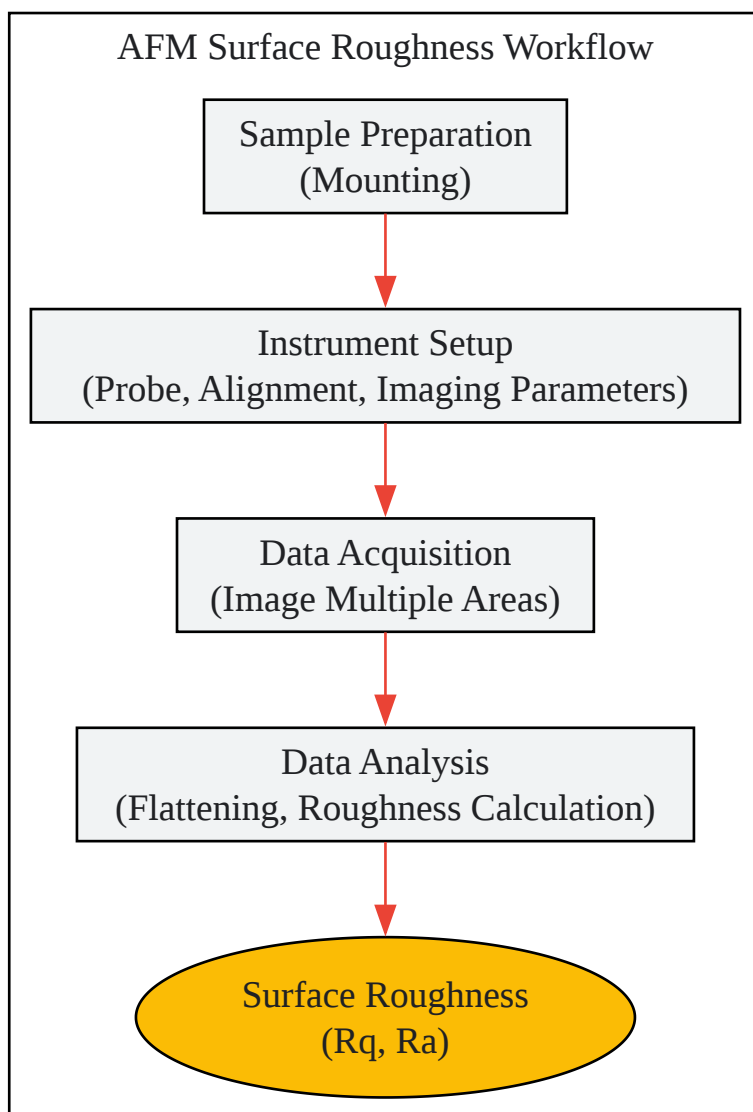 AFM Surface Roughness Workflow
Sample Preparation
(Mounting)
Instrument Setup
(Probe, Alignment, Imaging Parameters)
Data Acquisition
(Image Multiple Areas)
Data Analysis
(Flattening, Roughness Calculation)
Surface Roughness
(Rq, Ra)